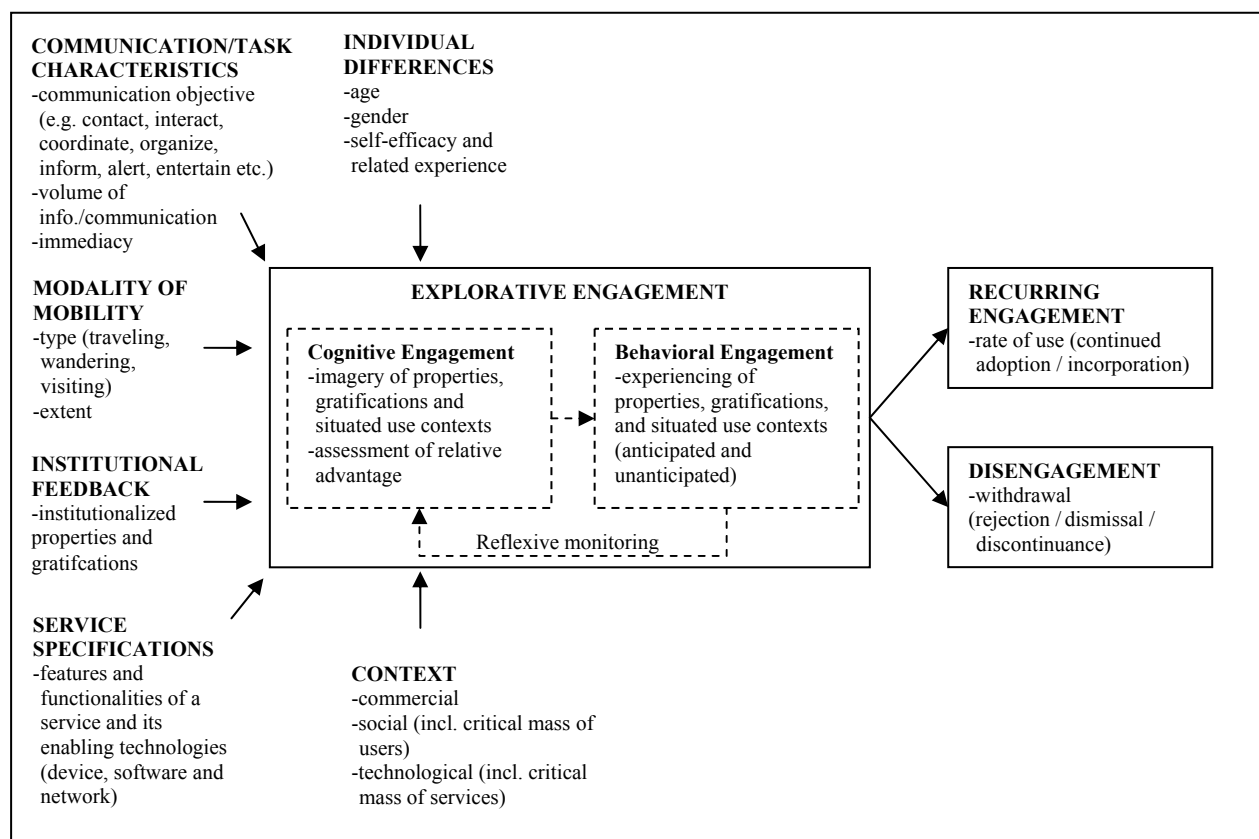 COMMUNICATION/TASK
CHARACTERISTICS
-communication objective
(e.g. contact, interact,
coordinate, organize,
inform, alert, entertain etc.)
-volume of
info./communication
-immediacy
INDIVIDUAL
DIFFERENCES
-age
-gender
-self-efficacy and
related experience
MODALITY OF
MOBILITY
-type (traveling,
wandering,
visiting)
-extent
INSTITUTIONAL
FEEDBACK
-institutionalized
properties and
gratifcations
SERVICE
SPECIFICATIONS
-features and
functionalities of a
service and its
enabling technologies
(device, software and
network)
EXPLORATIVE ENGAGEMENT
Cognitive Engagement
-imagery of properties,
gratifications and
situated use contexts
-assessment of relative
advantage
Behavioral Engagement
-experiencing of
properties, gratifications,
and situated use contexts
(anticipated and
unanticipated)
Reflexive monitoring
CONTEXT
-commercial
-social (incl. critical mass of
users)
-technological (incl. critical
mass of services)
RECURRING
ENGAGEMENT
-rate of use (continued
adoption / incorporation)
DISENGAGEMENT
-withdrawal
(rejection / dismissal /
discontinuance)